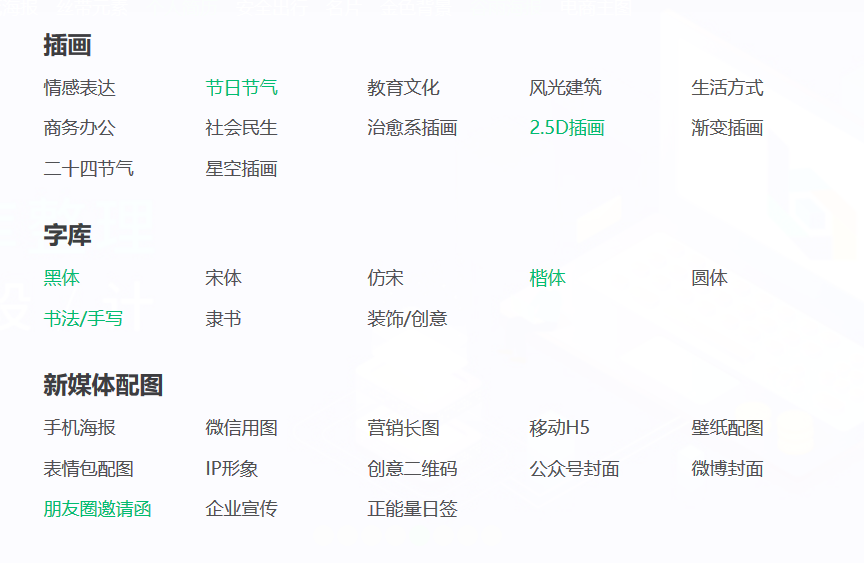 插画
情感表达 节日节气 教育文化 风光建筑 生活方式
商务办公 社会民生 治愈系插画 2.5D插画 渐变插画
二十四节气 星空插画
字库
黑体 宋体 仿宋 楷体 圆体
书法/手写 隶书 装饰/创意
新媒体配图
手机海报 微信用图 营销长图 移动H5 壁纸配图
表情包配图 IP形象 创意二维码 公众号封面 微博封面
朋友圈邀请函 企业宣传 正能量日签